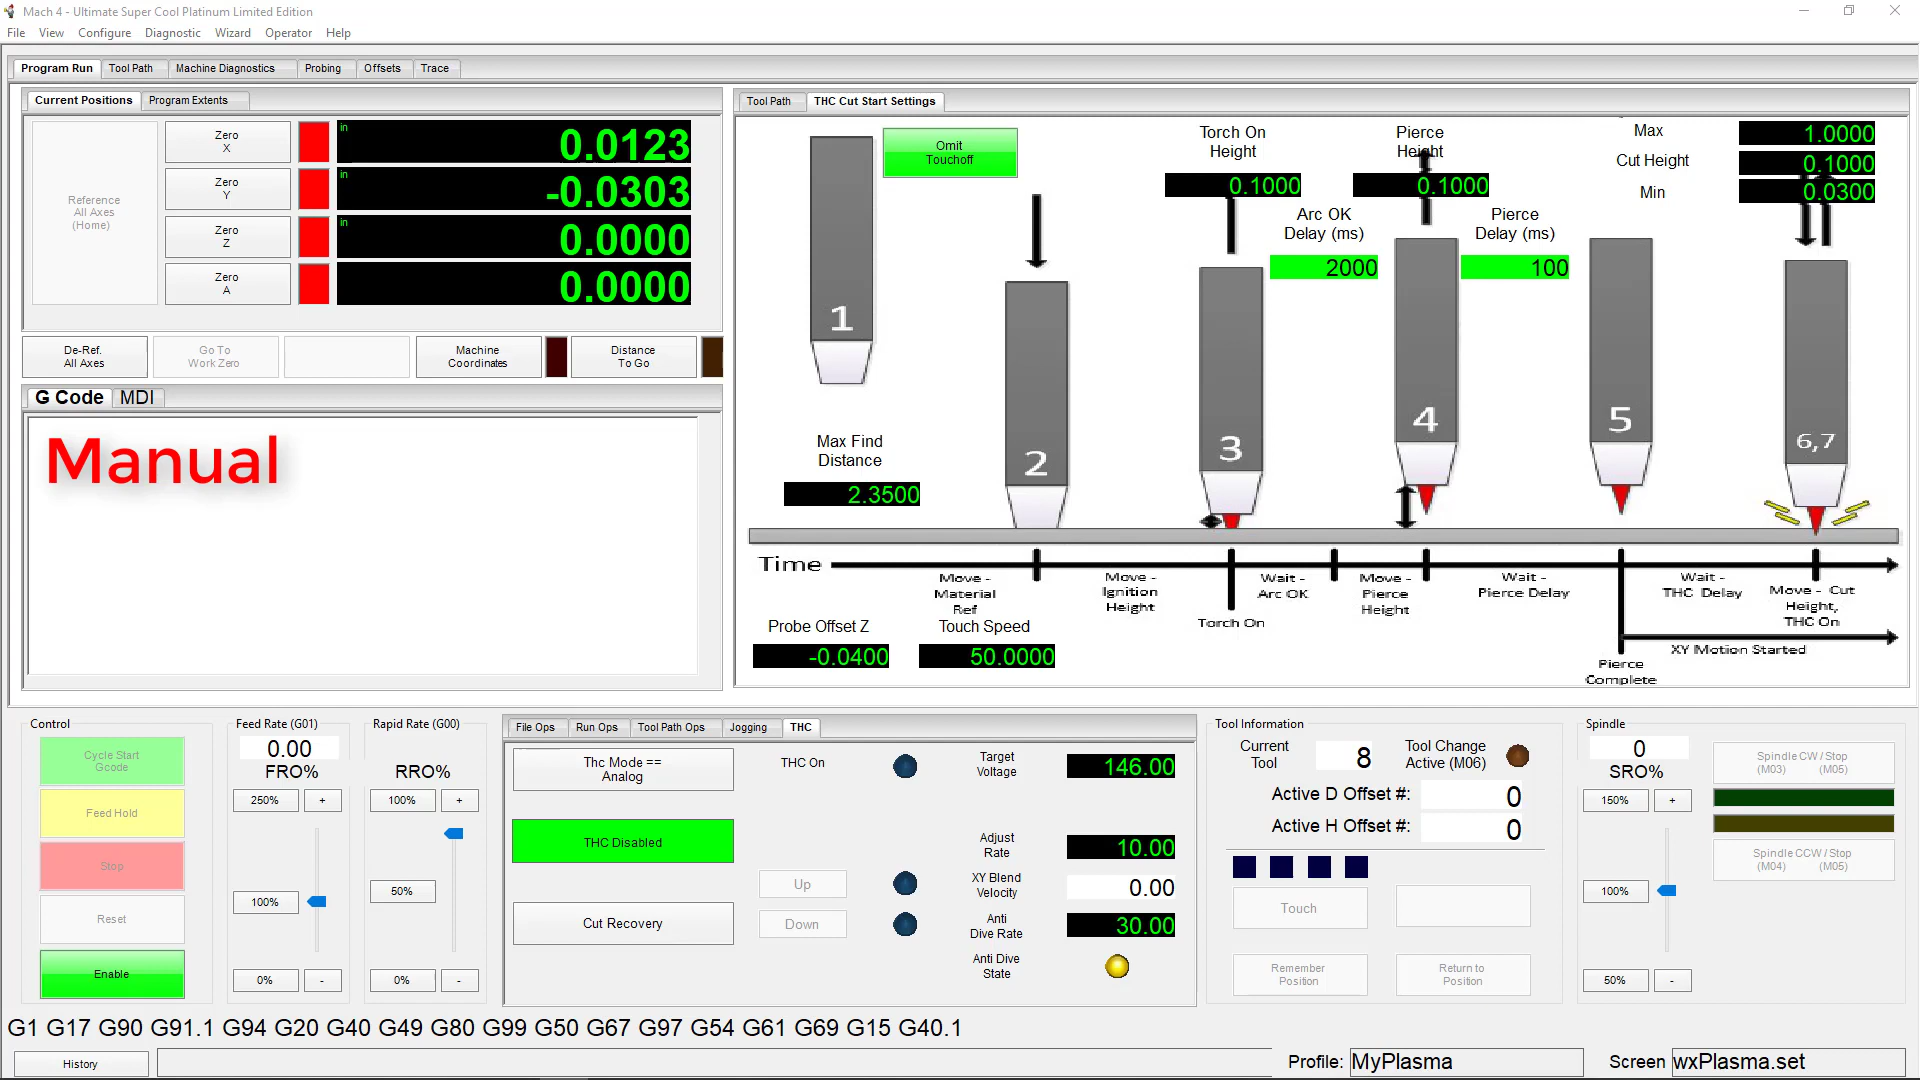 Mach 4 - Ultimate Super Cool Platinum Limited Edition
File View Configure Diagnostic Wizard Operator Help
Program Run Tool Path Machine Diagnostics Probing Offsets Trace
Current Positions Program Extents
Reference
All Axes
(Home)
Zero
X
in
0.0123
Zero
Y
in
-0.0303
Zero
Z
in
0.0000
Zero
A
0.0000
De-Ref.
All Axes
Go To
Work Zero
Machine
Coordinates
Distance
To Go
G Code MDI
Manual
Tool Path THC Cut Start Settings
Omit
Touchoff
Torch On
Height
0.1000
Pierce
Height
0.1000
Max
1.0000
Cut Height
0.1000
Min
0.0300
Arc OK
Delay (ms)
2000
Pierce
Delay (ms)
100
1
2
3
4
5
6,7
Max Find
Distance
2.3500
Time
Move -
Material
Ref
Move -
Ignition
Height
Wait -
Arc OK
Move -
Pierce
Height
Wait -
Pierce Delay
Wait -
THC Delay
Move - Cut
Height,
THC On
Torch On
XY Motion Started
Pierce
Complete
Probe Offset Z
-0.0400
Touch Speed
50.0000
Control
Cycle Start
Gcode
Feed Hold
Stop
Reset
Enable
Feed Rate (G01)
0.00
FRO%
250% +
100%
0% -
Rapid Rate (G00)
RRO%
100% +
50%
0% -
File Ops Run Ops Tool Path Ops Jogging THC
Thc Mode ==
Analog
THC Disabled
Cut Recovery
THC On
Up
Down
Target
Voltage
146.00
Adjust
Rate
10.00
XY Blend
Velocity
0.00
Anti
Dive Rate
30.00
Anti Dive
State
Tool Information
Current
Tool
8
Tool Change
Active (M06)
Active D Offset #: 0
Active H Offset #: 0
Touch
Remember
Position
Return to
Position
Spindle
0
SRO%
150% +
100%
50% -
Spindle CW / Stop
(M03) (M05)
Spindle CCW / Stop
(M04) (M05)
G1 G17 G90 G91.1 G94 G20 G40 G49 G80 G99 G50 G67 G97 G54 G61 G69 G15 G40.1
History
Profile: MyPlasma
Screen wxPlasma.set